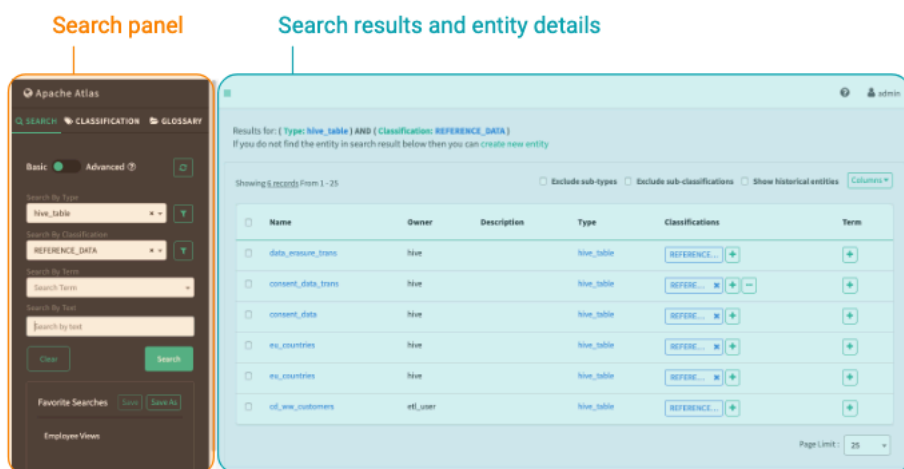 Search panel
Search results and entity details
Apache Atlas
SEARCH CLASSIFICATION GLOSSARY
Basic Advanced
Search By Type
hive_table
Search By Classification
REFERENCE_DATA
Search By Term
Search Term
Search By Text
Search by text
Clear Search
Favorite Searches Save Save As
Employee Views
admin
Results for: ( Type: hive_table ) AND ( Classification: REFERENCE_DATA )
If you do not find the entity in search result below then you can create new entity
Showing 6 records From 1 - 25 Exclude sub-types Exclude sub-classifications Show historical entities Columns
Name Owner Description Type Classifications Term
data_erasure_trans hive hive_table REFERENCE...
consent_data_trans hive hive_table REFERE...
consent_data hive hive_table REFERE...
eu_countries hive hive_table REFERE...
eu_countries hive hive_table REFERE...
cd_ww_customers etl_user hive_table REFERENCE...
Page Limit : 25